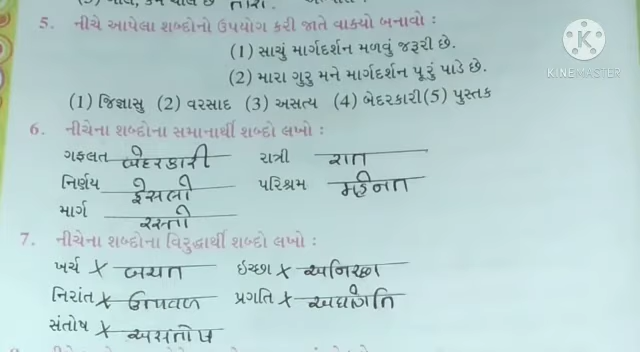 5. નીચે આપેલા શબ્દોનો ઉપયોગ કરી જાતે વાક્યો બનાવો :
(1) સાચું માર્ગદર્શન મળવું જરૂરી છે.
(2) મારા ગુરુ મને માર્ગદર્શન પૂરું પાડે છે.
(1) જિજ્ઞાસુ (2) વરસાદ (3) અસત્ય (4) બેદરકારી (5) પુસ્તક
6. નીચેના શબ્દોના સમાનાર્થી શબ્દો લખો :
ગફલત બેદરકારી રાત્રી રાત
નિર્ણય ફેસલો પરિશ્રમ મહેનત
માર્ગ રસ્તો
7. નીચેના શબ્દોના વિરુદ્ધાર્થી શબ્દો લખો :
ખર્ચ × બચત ઇચ્છા × અનિચ્છા
નિરાંત × ઉતાવળ પ્રગતિ × અધોગતિ
સંતોષ × અસંતોષ
KINEMASTER